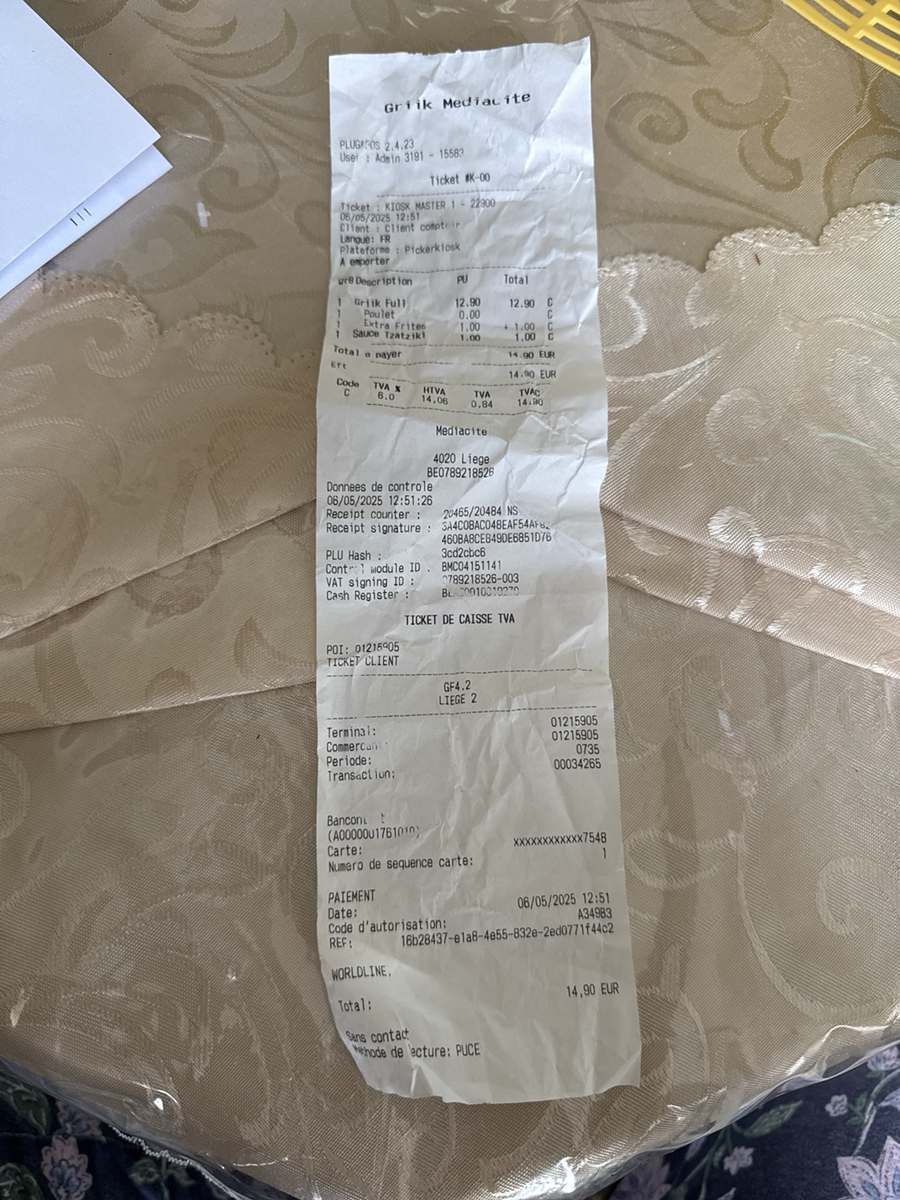 Griik Mediacite
PLUGAPOS 2.4.23
User : Admin 3191 - 15583
Ticket #K-00
Ticket : KIOSK MASTER 1 - 22900
06/05/2025 12:51
Client : Client comptoir
Langue: FR
Plateforme : Pickerkiosk
A emporter
Description PU Total
1 Griik Full 12.90 12.90 C
1 Poulet 0.00 C
1 Extra Frites 1.00 + 1.00 C
1 Sauce Tzatziki 1.00 1.00 C
Total a payer 14.90 EUR
Eft 14.90 EUR
Code TVA % HTVA TVA TVAC
C 6.0 14.06 0.84 14.90
Mediacite
4020 Liege
BE0789218526
Donnees de controle
06/05/2025 12:51:26
Receipt counter : 20465/20484 NS
Receipt signature :
460BA8CEB49DE6851D76
PLU Hash : 3cd2cbc6
Control module ID : BMC04151141
VAT signing ID : 0789218526-003
Cash Register :
TICKET DE CAISSE TVA
POI: 01215905
TICKET CLIENT
GF4.2
LIEGE 2
Terminal: 01215905
Commercant: 01215905
Periode: 0735
Transaction: 00034265
Bancontact
(A0000001761010)
Carte: xxxxxxxxxxxx7548
Numero de sequence carte: 1
PAIEMENT
Date: 06/05/2025 12:51
Code d'autorisation: A349B3
REF: 16b28437-e1a8-4e55-832e-2ed0771f44c2
WORLDLINE,
Total: 14,90 EUR
Sans contact
Methode de lecture: PUCE